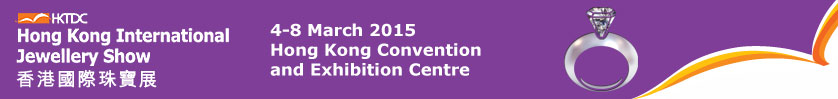 HKTDC
Hong Kong International
Jewellery Show
香港國際珠寶展
4-8 March 2015
Hong Kong Convention
and Exhibition Centre